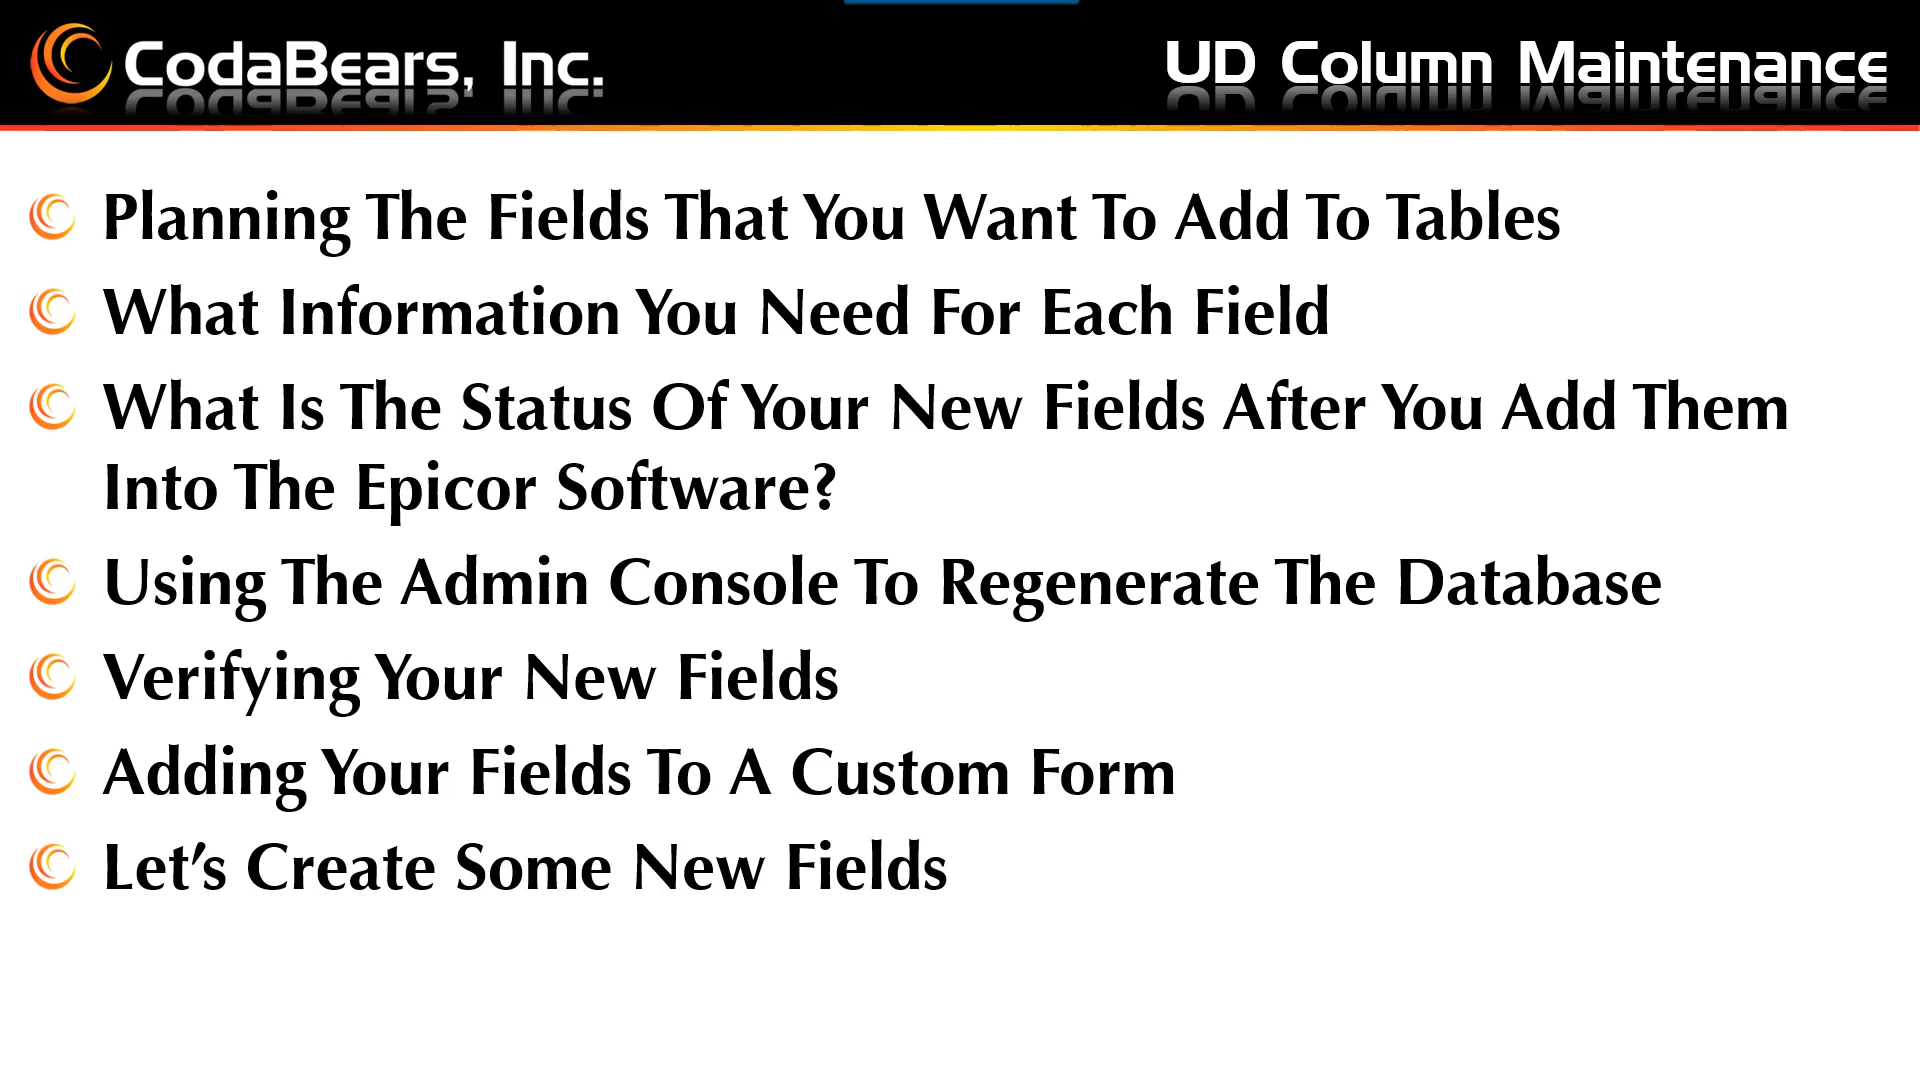 CodaBears, Inc.
UD Column Maintenance
Planning The Fields That You Want To Add To Tables
What Information You Need For Each Field
What Is The Status Of Your New Fields After You Add Them
Into The Epicor Software?
Using The Admin Console To Regenerate The Database
Verifying Your New Fields
Adding Your Fields To A Custom Form
Let’s Create Some New Fields